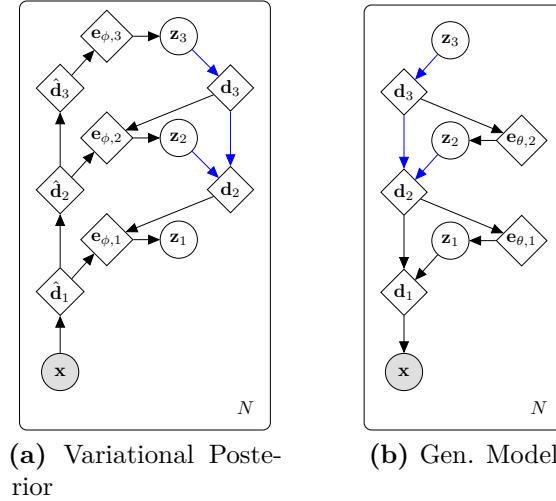 e_{ϕ,3} z_3
d̂_3 d_3
e_{ϕ,2} z_2
d̂_2 d_2
e_{ϕ,1} z_1
d̂_1
x
N
(a) Variational Poste-
rior
z_3
d_3
z_2 e_{θ,2}
d_2
z_1 e_{θ,1}
d_1
x
N
(b) Gen. Model